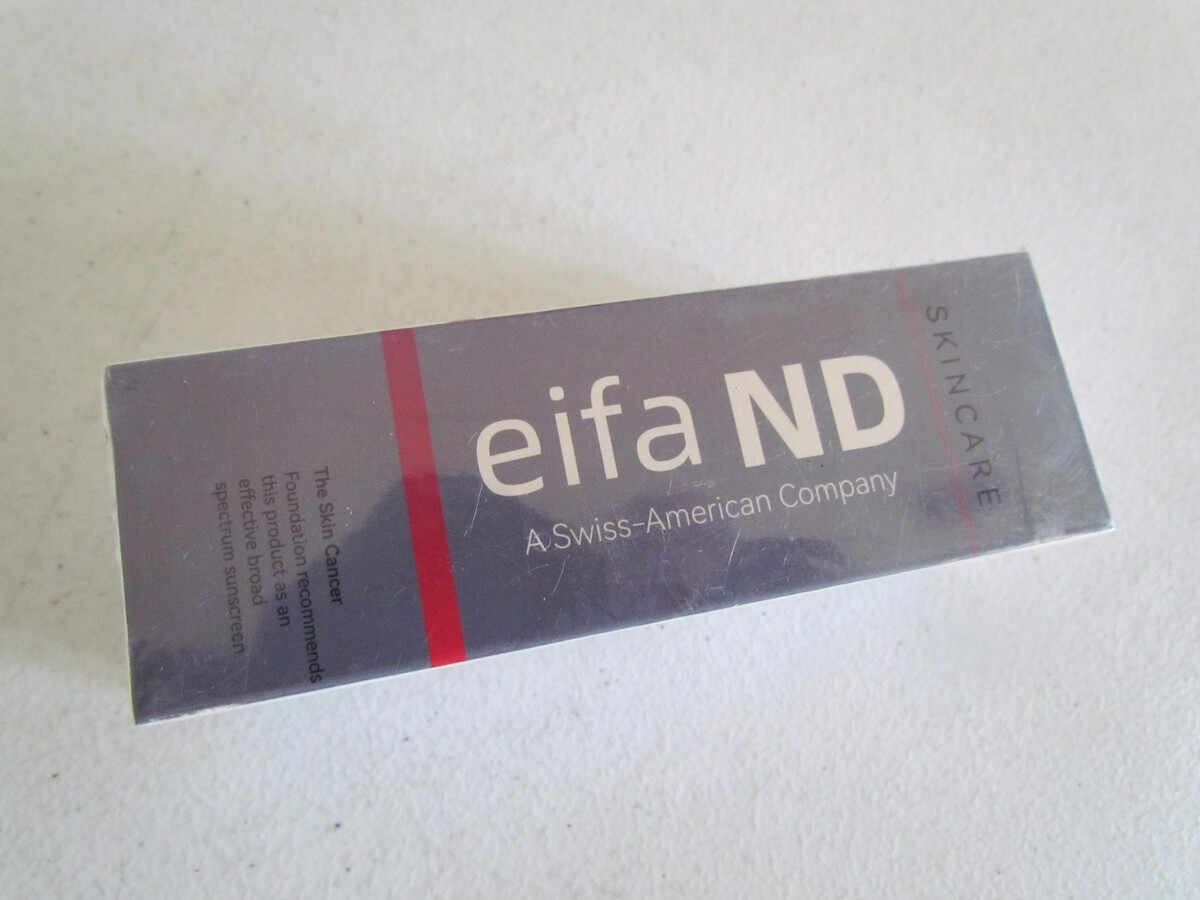 eifa ND
A Swiss-American Company
SKINCARE
The Skin Cancer
Foundation recommends
this product as an
effective broad
spectrum sunscreen